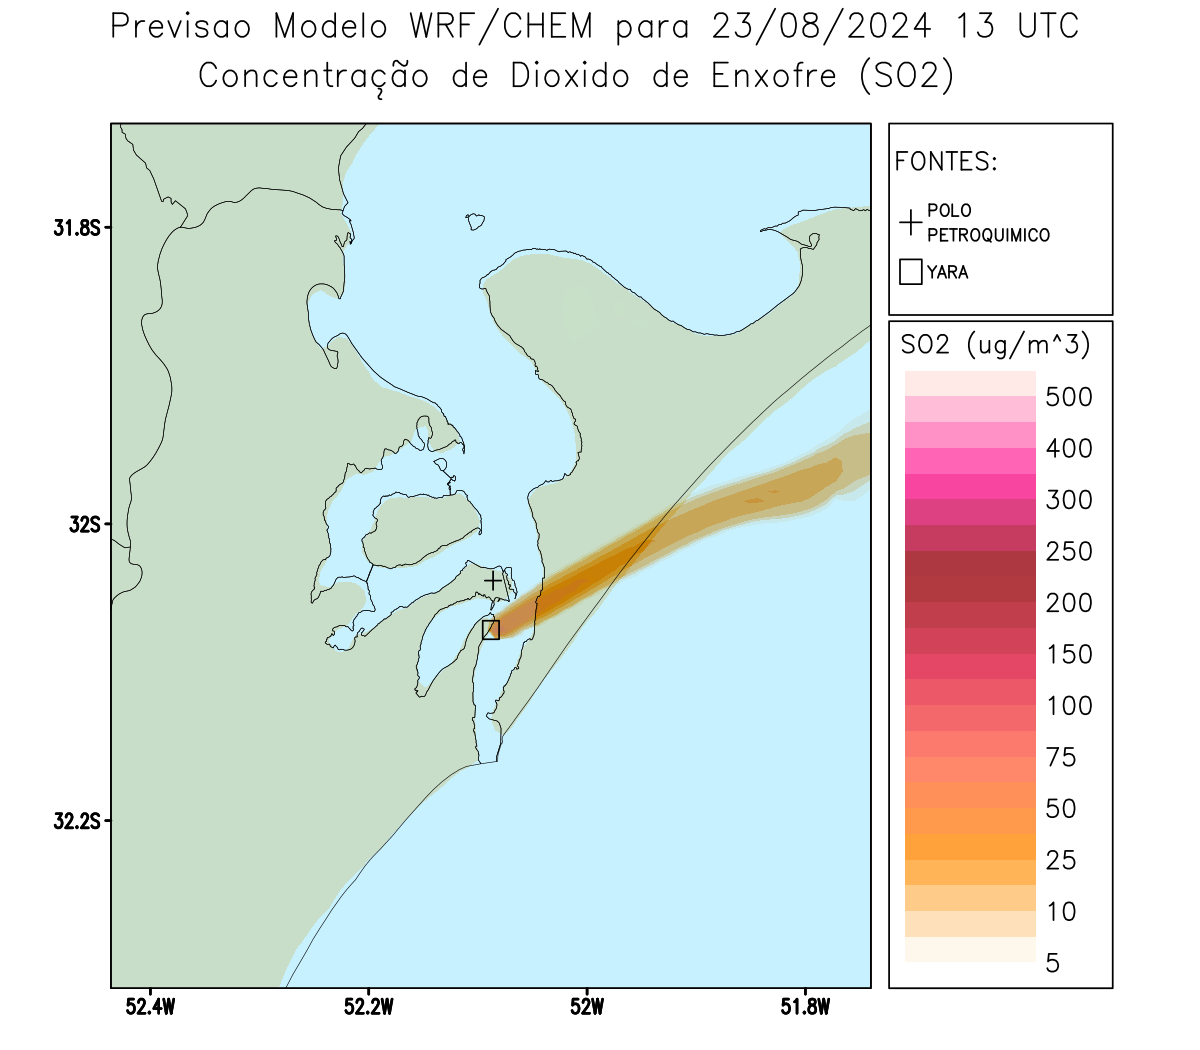 Previsao Modelo WRF/CHEM para 23/08/2024 13 UTC
Concentração de Dioxido de Enxofre (SO2)
FONTES:
POLO
PETROQUIMICO
YARA
SO2 (ug/m^3)
500
400
300
250
200
150
100
75
50
25
10
5
31.8S
32S
32.2S
52.4W
52.2W
52W
51.8W